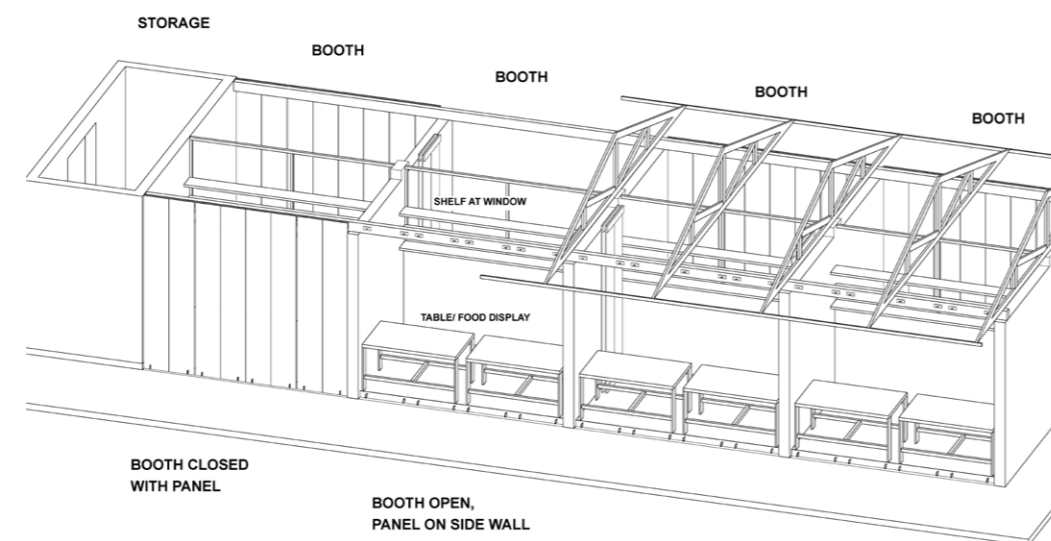 STORAGE
BOOTH
BOOTH
BOOTH
BOOTH
SHELF AT WINDOW
TABLE/ FOOD DISPLAY
BOOTH CLOSED
WITH PANEL
BOOTH OPEN,
PANEL ON SIDE WALL